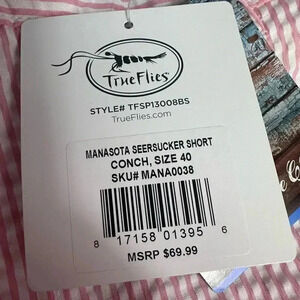 TrueFlies
STYLE# TFSP13008BS
TrueFlies.com
MANASOTA SEERSUCKER SHORT
CONCH, SIZE 40
SKU# MANA0038
8 17158 01395 6
MSRP $69.99